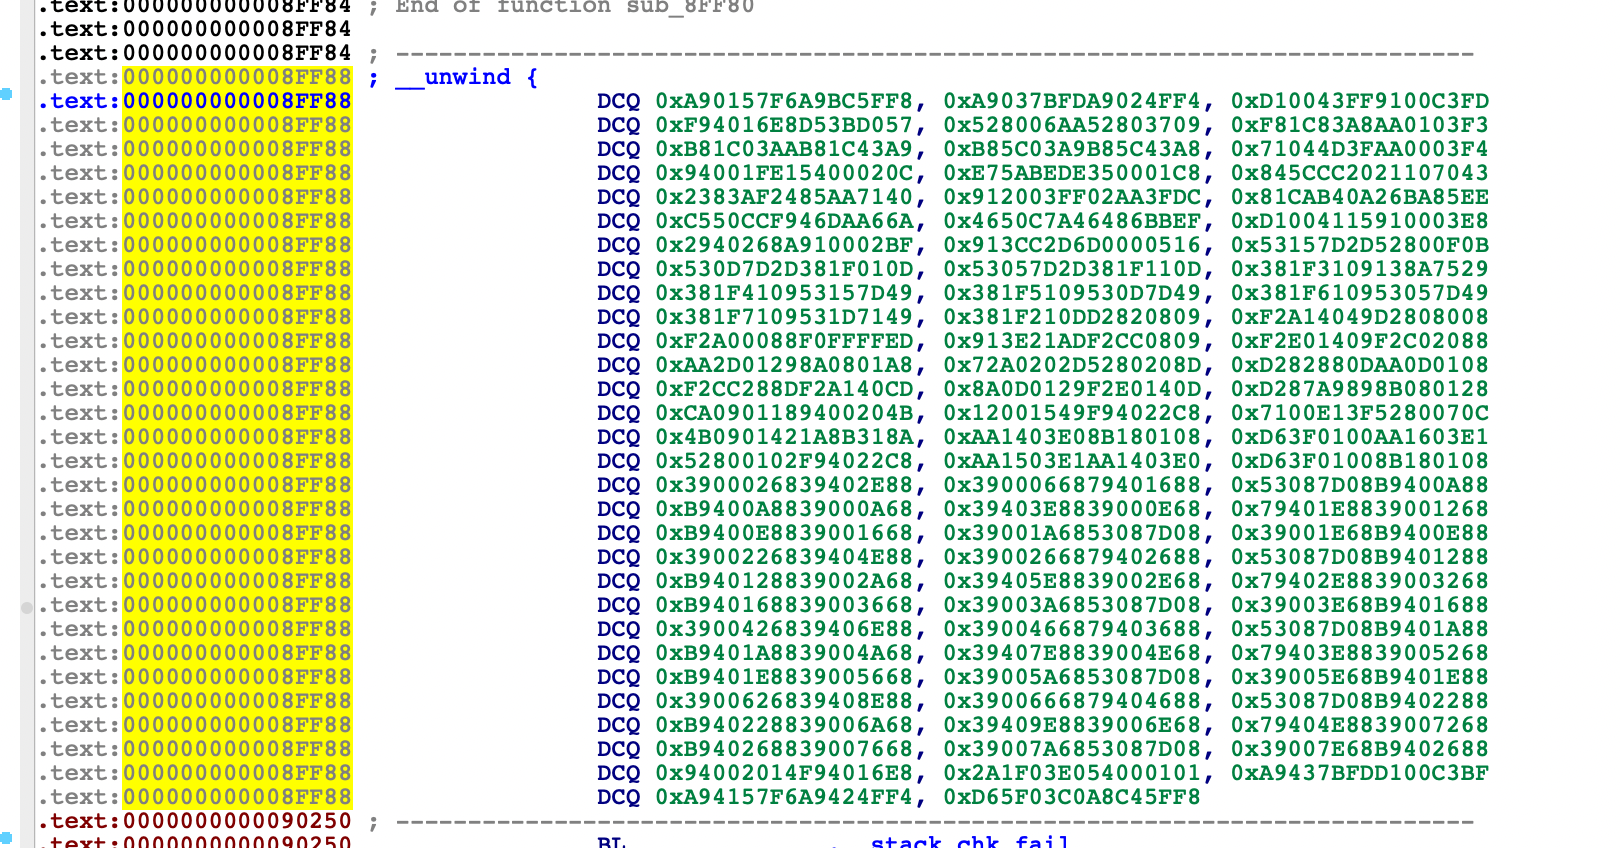 .text:000000000008FF84 ; End of function sub_8FF80
.text:000000000008FF84
.text:000000000008FF84 ; ---------------------------------------------------------------------------
.text:000000000008FF88 ; __unwind {
.text:000000000008FF88 DCQ 0xA90157F6A9BC5FF8, 0xA9037BFDA9024FF4, 0xD10043FF9100C3FD
.text:000000000008FF88 DCQ 0xF94016E8D53BD057, 0x528006AA52803709, 0xF81C83A8AA0103F3
.text:000000000008FF88 DCQ 0xB81C03AAB81C43A9, 0xB85C03A9B85C43A8, 0x71044D3FAA0003F4
.text:000000000008FF88 DCQ 0x94001FE15400020C, 0xE75ABEDE350001C8, 0x845CCC2021107043
.text:000000000008FF88 DCQ 0x2383AF2485AA7140, 0x912003FF02AA3FDC, 0x81CAB40A26BA85EE
.text:000000000008FF88 DCQ 0xC550CCF946DAA66A, 0x4650C7A46486BBEF, 0xD1004115910003E8
.text:000000000008FF88 DCQ 0x2940268A910002BF, 0x913CC2D6D0000516, 0x53157D2D52800F0B
.text:000000000008FF88 DCQ 0x530D7D2D381F010D, 0x53057D2D381F110D, 0x381F3109138A7529
.text:000000000008FF88 DCQ 0x381F410953157D49, 0x381F5109530D7D49, 0x381F610953057D49
.text:000000000008FF88 DCQ 0x381F7109531D7149, 0x381F210DD2820809, 0xF2A14049D2808008
.text:000000000008FF88 DCQ 0xF2A00088F0FFFFED, 0x913E21ADF2CC0809, 0xF2E01409F2C02088
.text:000000000008FF88 DCQ 0xAA2D01298A0801A8, 0x72A0202D5280208D, 0xD282880DAA0D0108
.text:000000000008FF88 DCQ 0xF2CC288DF2A140CD, 0x8A0D0129F2E0140D, 0xD287A9898B080128
.text:000000000008FF88 DCQ 0xCA0901189400204B, 0x12001549F94022C8, 0x7100E13F5280070C
.text:000000000008FF88 DCQ 0x4B0901421A8B318A, 0xAA1403E08B180108, 0xD63F0100AA1603E1
.text:000000000008FF88 DCQ 0x52800102F94022C8, 0xAA1503E1AA1403E0, 0xD63F01008B180108
.text:000000000008FF88 DCQ 0x3900026839402E88, 0x3900066879401688, 0x53087D08B9400A88
.text:000000000008FF88 DCQ 0xB9400A8839000A68, 0x39403E8839000E68, 0x79401E8839001268
.text:000000000008FF88 DCQ 0xB9400E8839001668, 0x39001A6853087D08, 0x39001E68B9400E88
.text:000000000008FF88 DCQ 0x3900226839404E88, 0x3900266879402688, 0x53087D08B9401288
.text:000000000008FF88 DCQ 0xB940128839002A68, 0x39405E8839002E68, 0x79402E8839003268
.text:000000000008FF88 DCQ 0xB940168839003668, 0x39003A6853087D08, 0x39003E68B9401688
.text:000000000008FF88 DCQ 0x3900426839406E88, 0x3900466879403688, 0x53087D08B9401A88
.text:000000000008FF88 DCQ 0xB9401A8839004A68, 0x39407E8839004E68, 0x79403E8839005268
.text:000000000008FF88 DCQ 0xB9401E8839005668, 0x39005A6853087D08, 0x39005E68B9401E88
.text:000000000008FF88 DCQ 0x3900626839408E88, 0x3900666879404688, 0x53087D08B9402288
.text:000000000008FF88 DCQ 0xB940228839006A68, 0x39409E8839006E68, 0x79404E8839007268
.text:000000000008FF88 DCQ 0xB940268839007668, 0x39007A6853087D08, 0x39007E68B9402688
.text:000000000008FF88 DCQ 0x94002014F94016E8, 0x2A1F03E054000101, 0xA9437BFDD100C3BF
.text:000000000008FF88 DCQ 0xA94157F6A9424FF4, 0xD65F03C0A8C45FF8
.text:0000000000090250 ; ---------------------------------------------------------------------------
.text:0000000000090250 BL .__stack_chk_fail